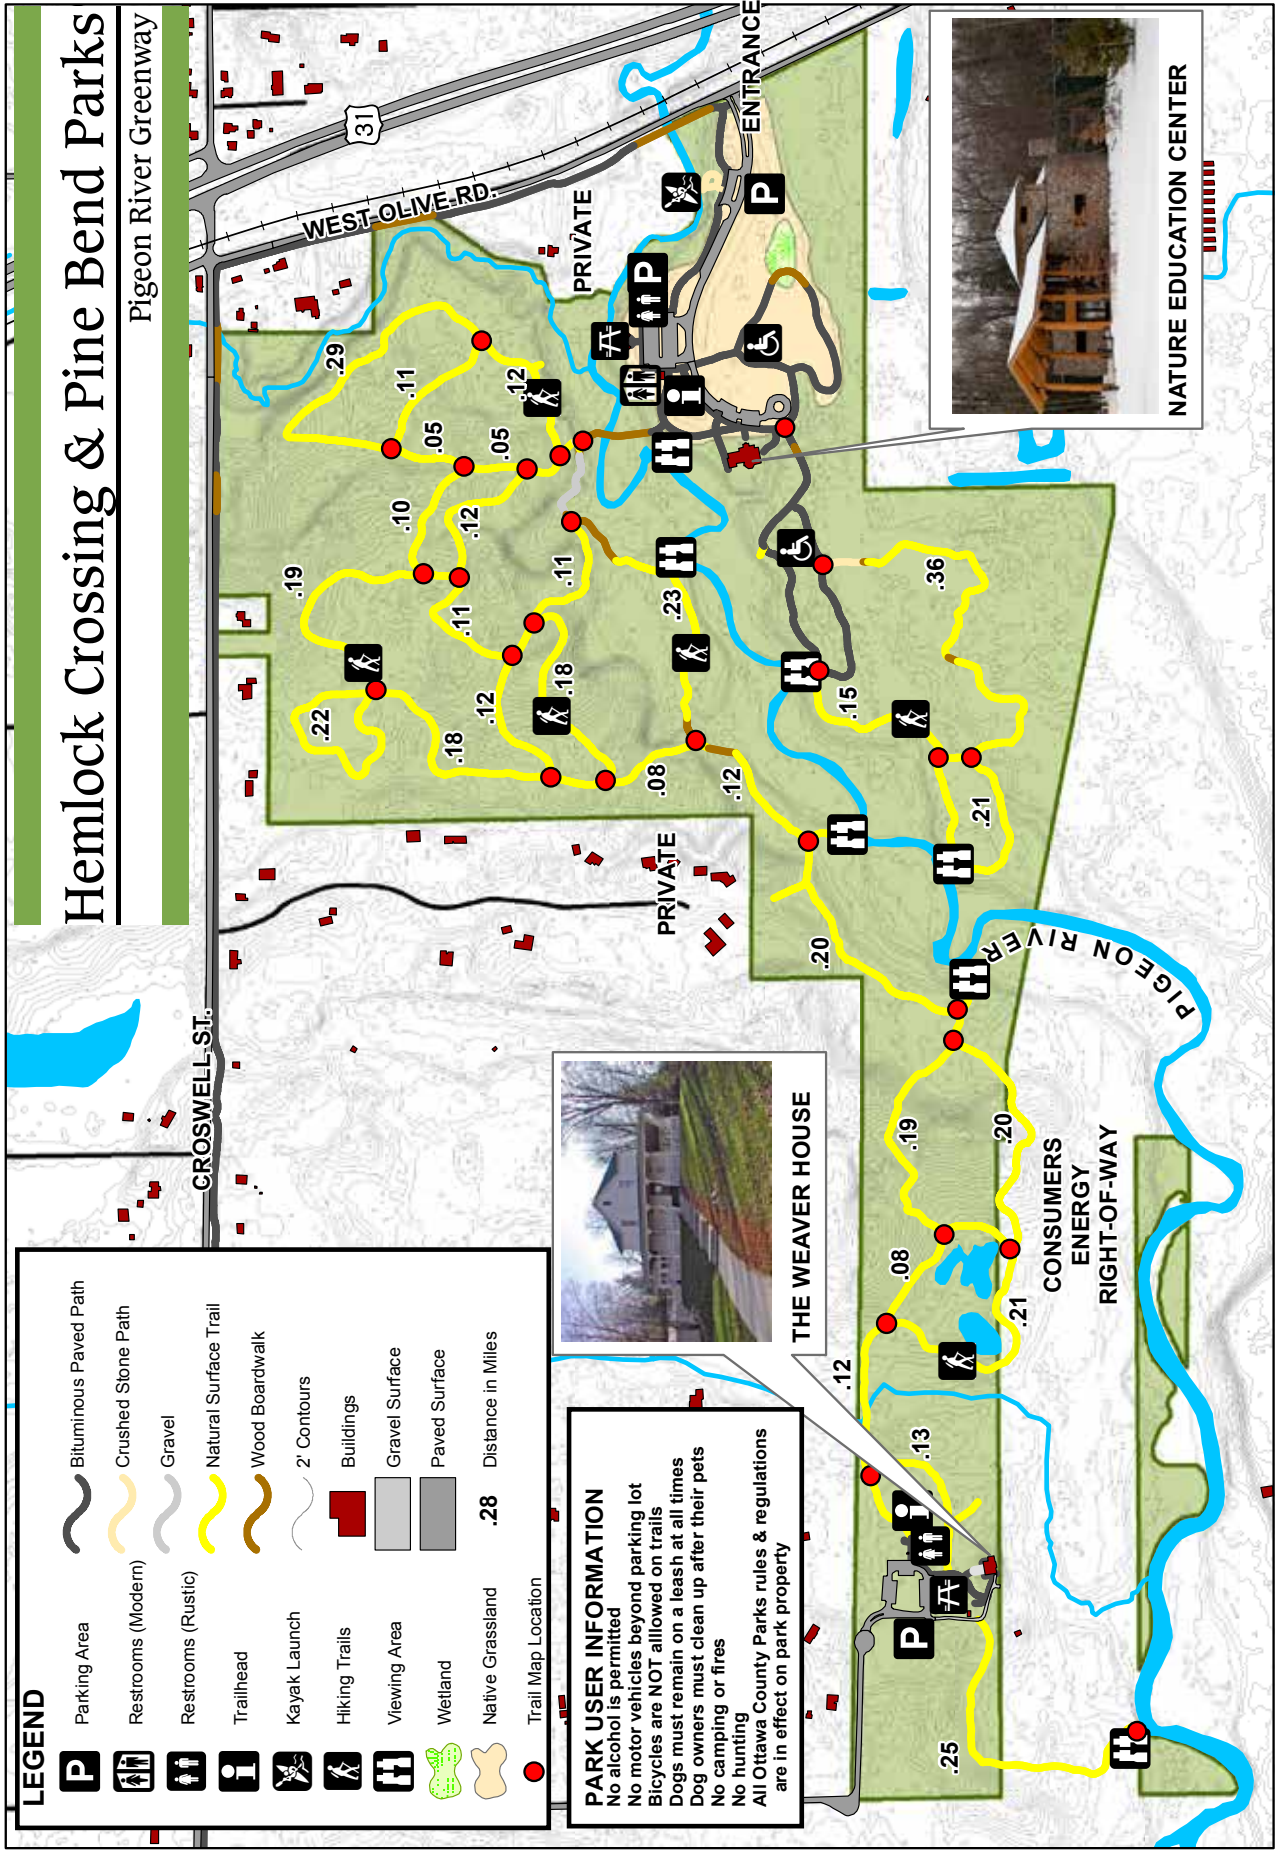 Hemlock Crossing & Pine Bend Parks
Pigeon River Greenway
31
WEST OLIVE RD.
ENTRANCE
PRIVATE
P
P
i
NATURE EDUCATION CENTER
CROSWELL ST.
PRIVATE
.29
.11
.12
.05
.05
.10
.12
.19
.11
.11
.23
.18
.12
.22
.18
.08
.12
.36
.15
.21
.20
PIGEON RIVER
.19
.20
CONSUMERS
ENERGY
RIGHT-OF-WAY
.08
.21
.12
.13
.25
i
P
THE WEAVER HOUSE
LEGEND
P Parking Area
Restrooms (Modern)
Restrooms (Rustic)
i Trailhead
Kayak Launch
Hiking Trails
Viewing Area
Wetland
Native Grassland
Trail Map Location
Bituminous Paved Path
Crushed Stone Path
Gravel
Natural Surface Trail
Wood Boardwalk
2' Contours
Buildings
Gravel Surface
Paved Surface
.28 Distance in Miles
PARK USER INFORMATION
No alcohol is permitted
No motor vehicles beyond parking lot
Bicycles are NOT allowed on trails
Dogs must remain on a leash at all times
Dog owners must clean up after their pets
No camping or fires
No hunting
All Ottawa County Parks rules & regulations
are in effect on park property